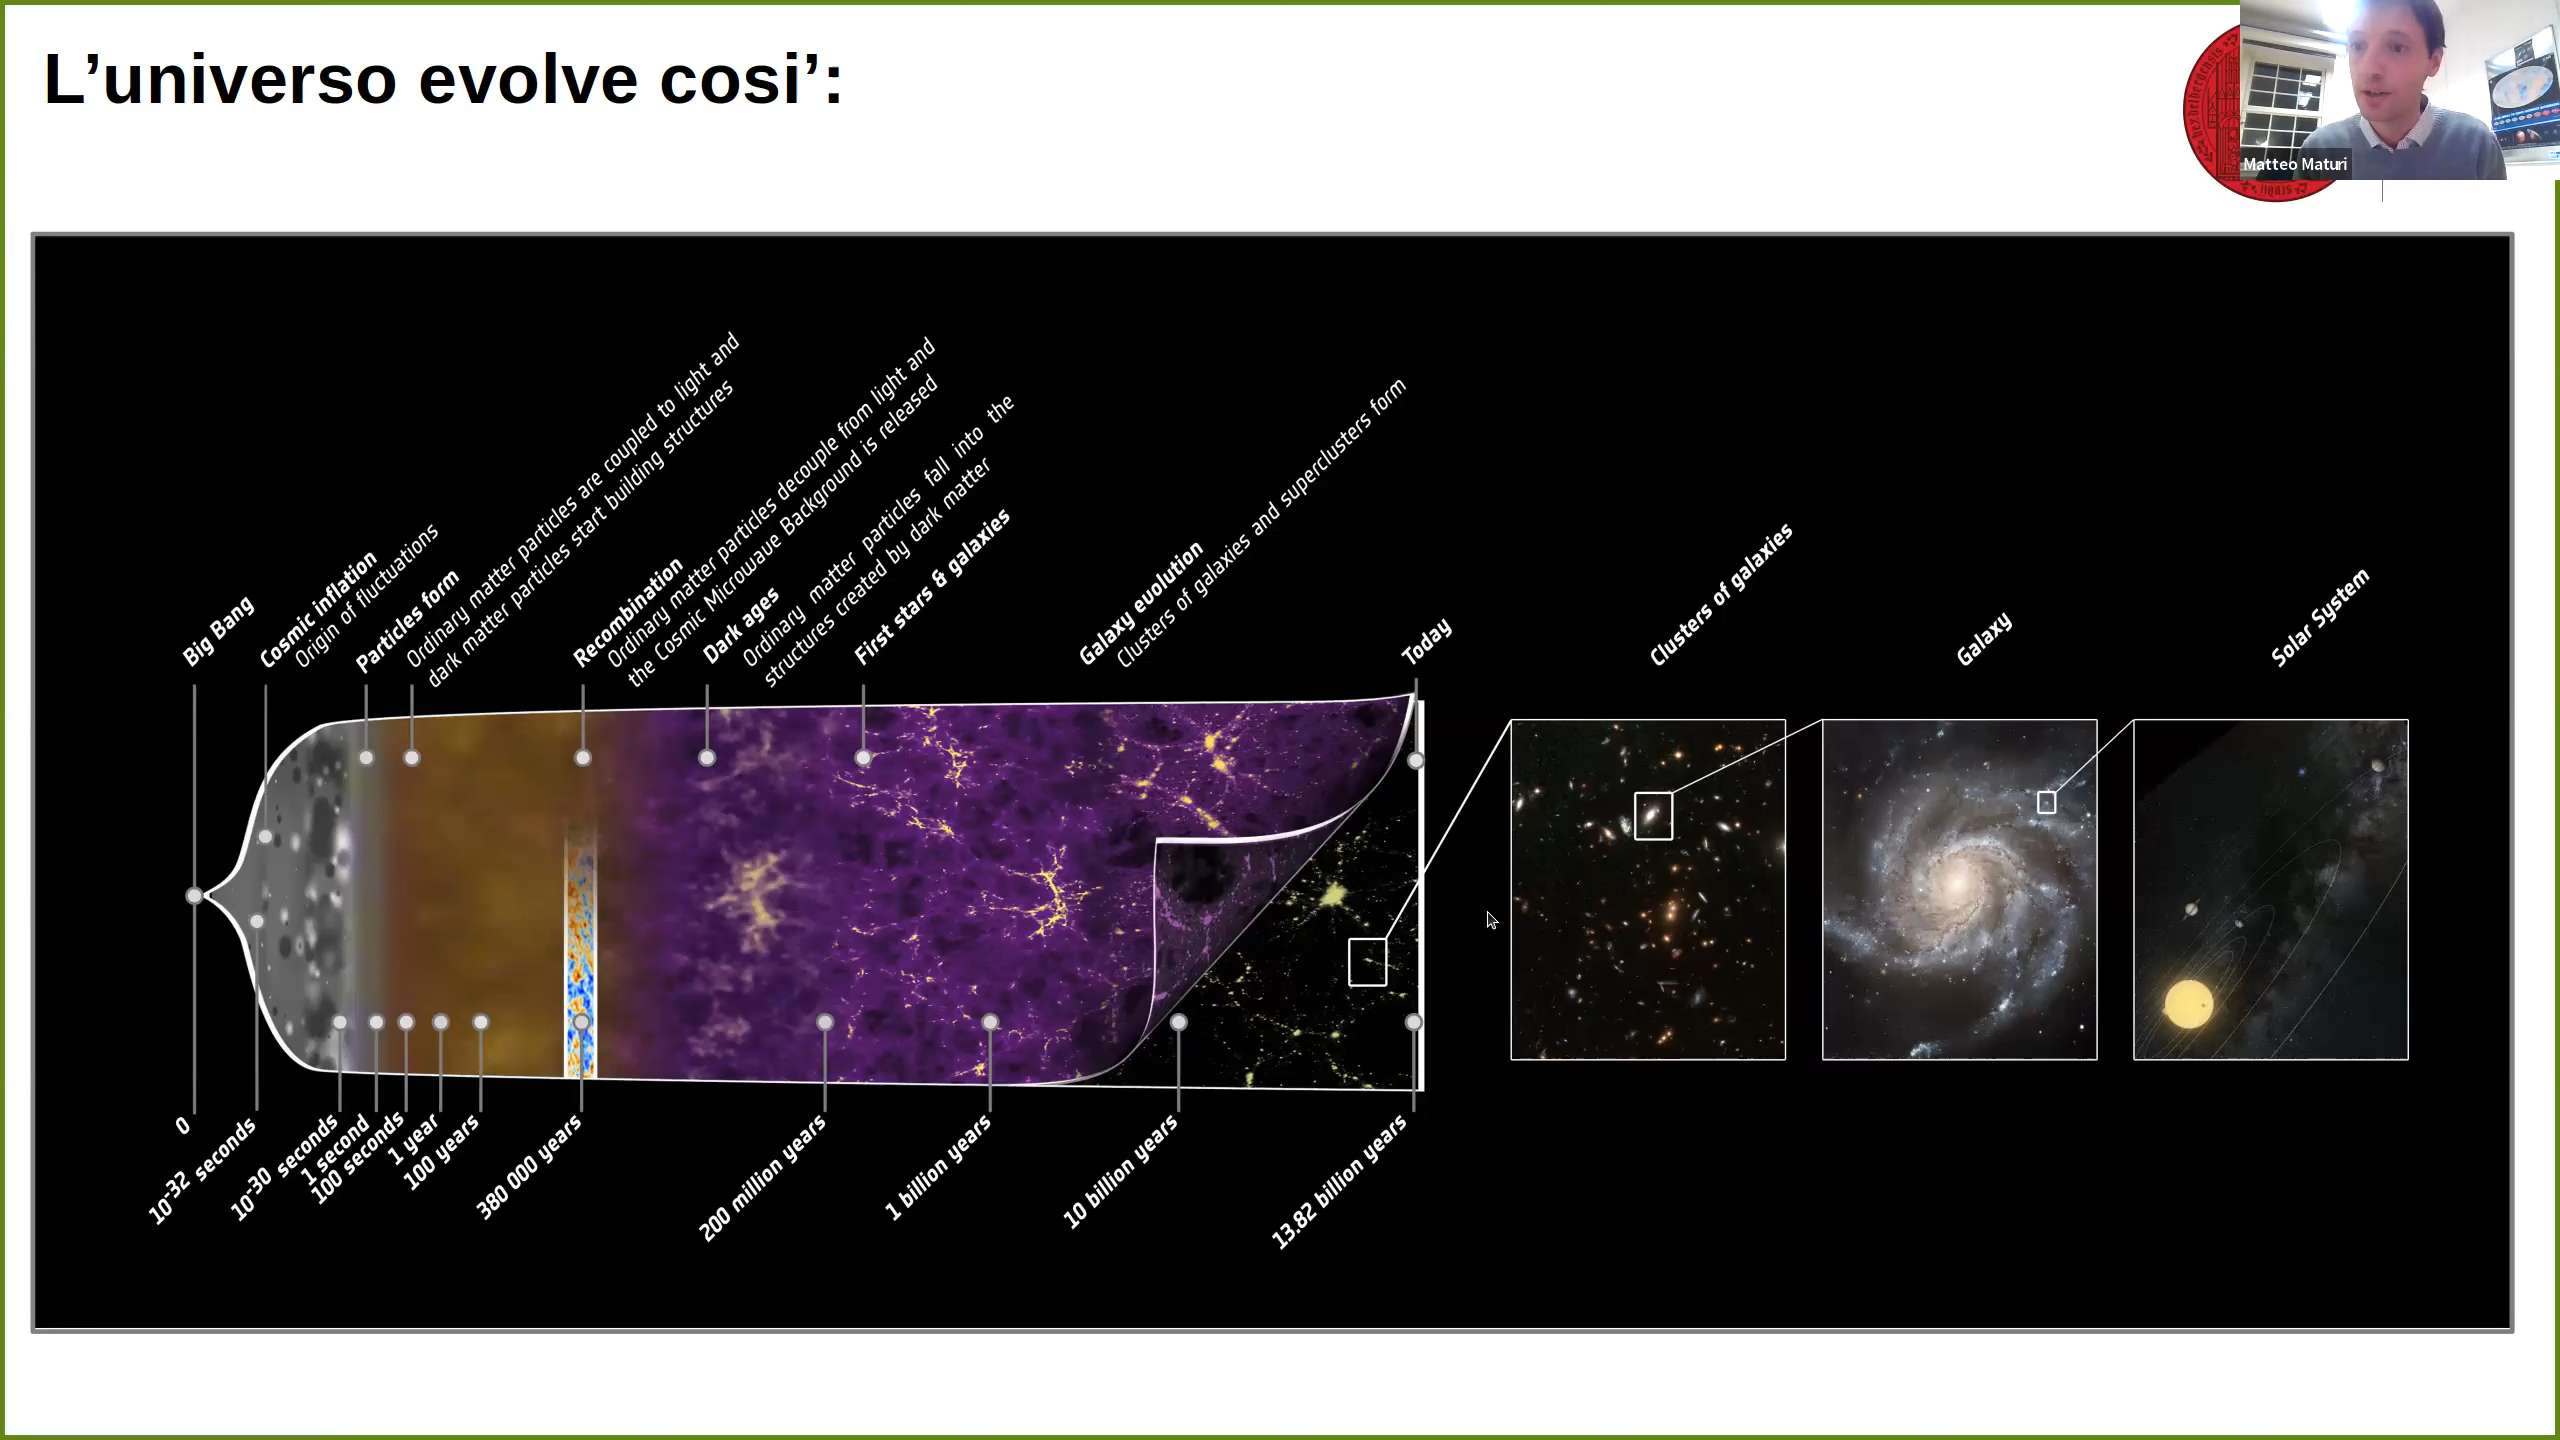 L’universo evolve cosi’:
Matteo Maturi
Big Bang
Cosmic inflation
Origin of fluctuations
Particles form
Ordinary matter particles are coupled to light and
dark matter particles start building structures
Recombination
Ordinary matter particles decouple from light and
the Cosmic Microwave Background is released
Dark ages
Ordinary matter particles fall into the
structures created by dark matter
First stars & galaxies
Galaxy evolution
Clusters of galaxies and superclusters form
Today
Clusters of galaxies
Galaxy
Solar System
0
10-32 seconds
10-30 seconds
1 second
100 seconds
1 year
100 years
380 000 years
200 million years
1 billion years
10 billion years
13.82 billion years